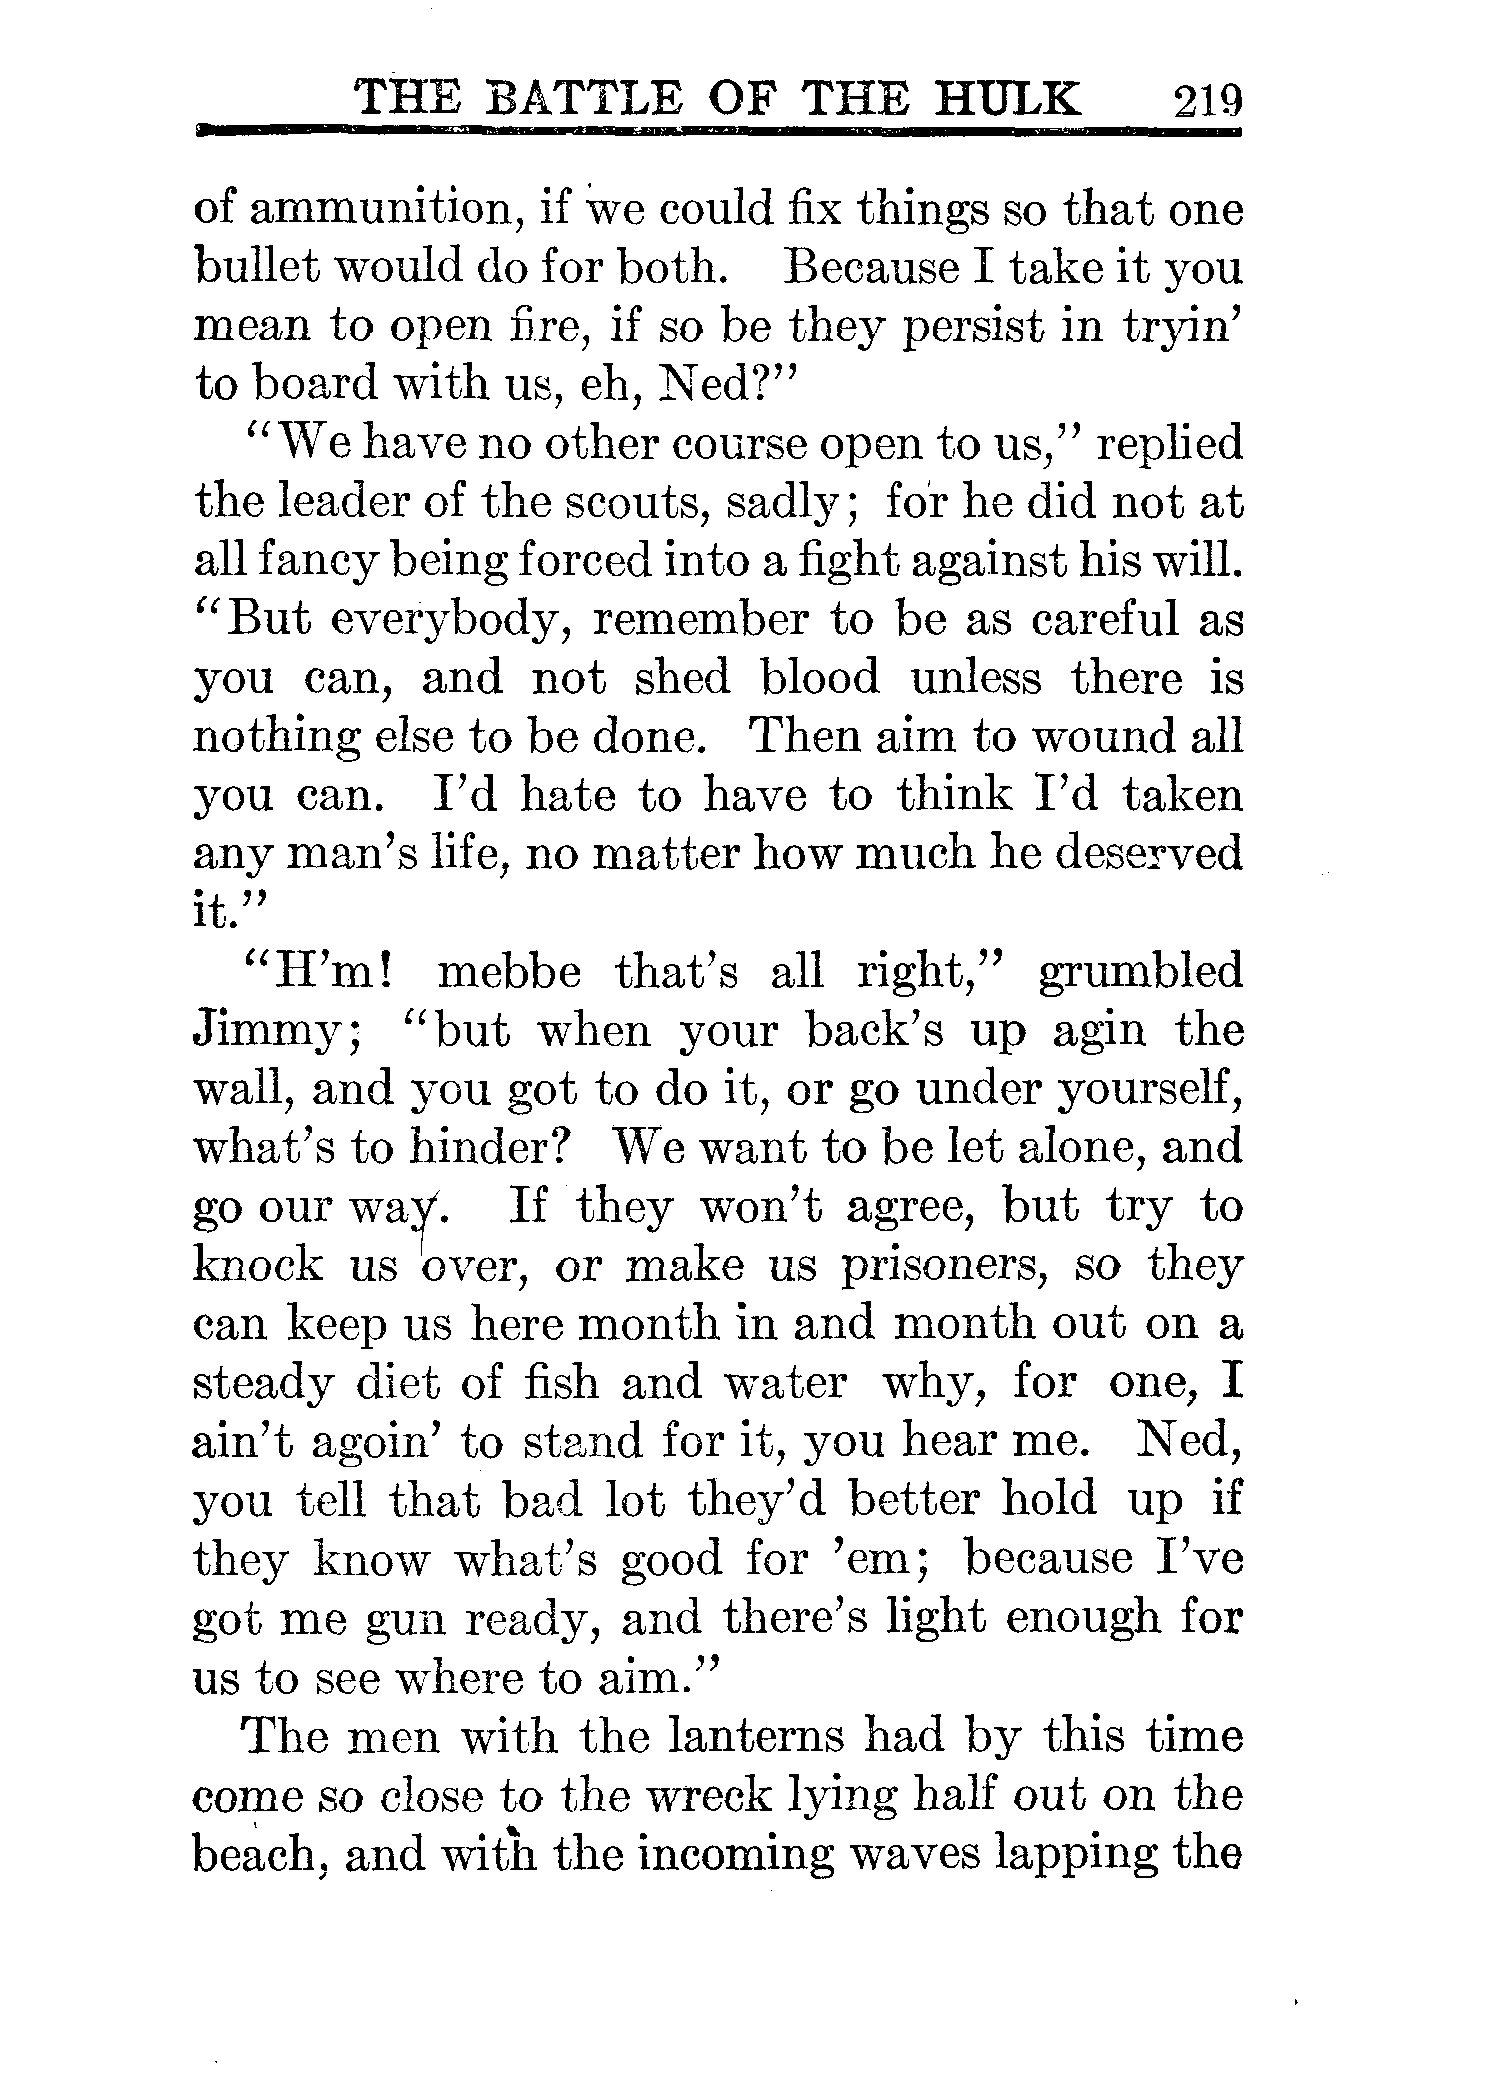 THE BATTLE OF THE HULK 219
of ammunition, if we could fix things so that one
bullet would do for both. Because I take it you
mean to open fire, if so be they persist in tryin'
to board with us, eh, Ned?"
"We have no other course open to us," replied
the leader of the scouts, sadly; for he did not at
all fancy being forced into a fight against his will.
"But everybody, remember to be as careful as
you can, and not shed blood unless there is
nothing else to be done. Then aim to wound all
you can. I'd hate to have to think I'd taken
any man's life, no matter how much he deserved
it."
"H'm! mebbe that's all right," grumbled
Jimmy; "but when your back's up agin the
wall, and you got to do it, or go under yourself,
what's to hinder? We want to be let alone, and
go our way. If they won't agree, but try to
knock us over, or make us prisoners, so they
can keep us here month in and month out on a
steady diet of fish and water why, for one, I
ain't agoin' to stand for it, you hear me. Ned,
you tell that bad lot they'd better hold up if
they know what's good for 'em; because I've
got me gun ready, and there's light enough for
us to see where to aim."
The men with the lanterns had by this time
come so close to the wreck lying half out on the
beach, and with the incoming waves lapping the